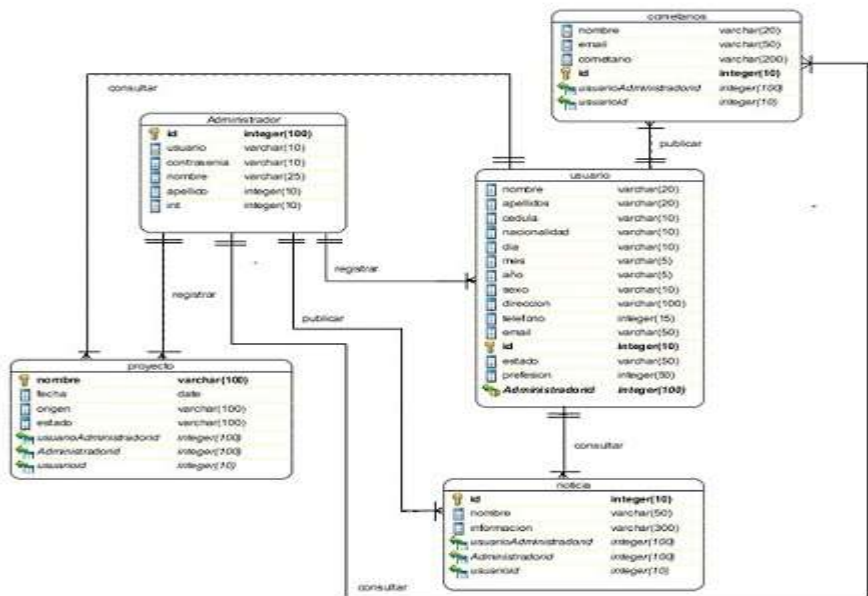 cometarios
nombre varchar(20)
email varchar(50)
cometario varchar(200)
id integer(10)
usuarioAdministradorid integer(100)
usuarioid integer(10)
consultar
publicar
Administrador
id integer(100)
usuario varchar(10)
contrasenia varchar(10)
nombre varchar(25)
apellido integer(10)
int integer(10)
usuario
nombre varchar(20)
apellidos varchar(20)
cedula varchar(10)
nacionalidad varchar(10)
dia varchar(10)
mes varchar(5)
año varchar(5)
sexo varchar(10)
direccion varchar(100)
telefono integer(15)
email varchar(50)
id integer(10)
estado varchar(50)
prefesion integer(30)
Administradorid integer(100)
registrar
registrar
publicar
proyecto
nombre varchar(100)
fecha date
origen varchar(100)
estado varchar(100)
usuarioAdministradorid integer(100)
Administradorid integer(100)
usuarioid integer(10)
consultar
noticia
id integer(10)
nombre varchar(50)
informacion varchar(300)
usuarioAdministradorid integer(100)
Administradorid integer(100)
usuarioid integer(10)
consultar